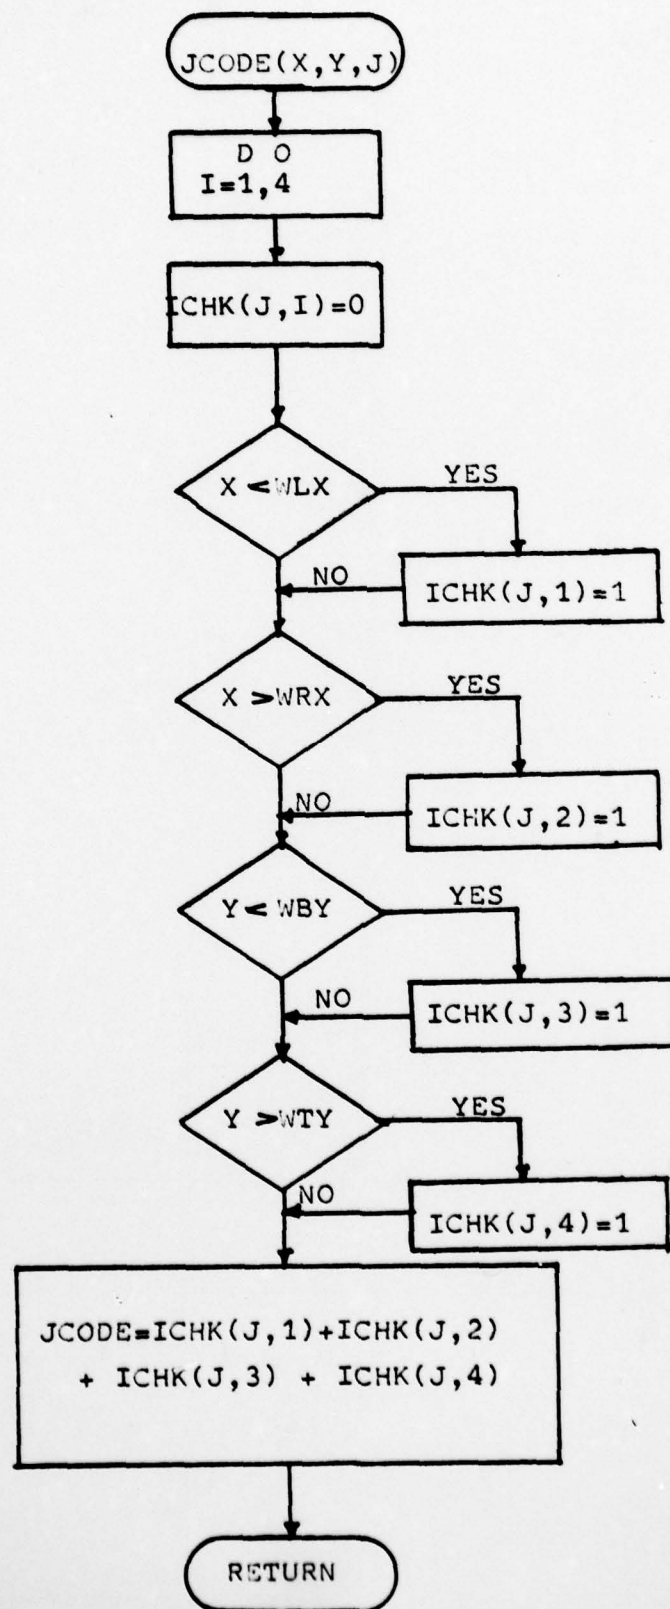 JCODE(X,Y,J)
D O
I=1,4
ICHK(J,I)=0
X <WLX
YES
NO
ICHK(J,1)=1
X >WRX
YES
NO
ICHK(J,2)=1
Y< WBY
YES
NO
ICHK(J,3)=1
Y >WTY
YES
NO
ICHK(J,4)=1
JCODE=ICHK(J,1)+ICHK(J,2)
+ ICHK(J,3) + ICHK(J,4)
RETURN